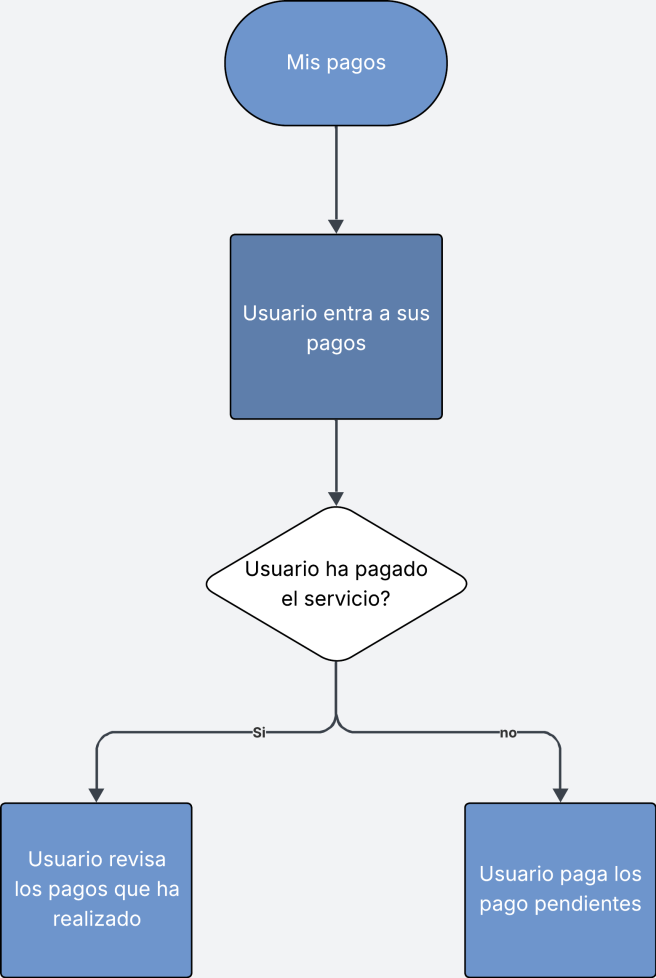 Mis pagos
Usuario entra a sus
pagos
Usuario ha pagado
el servicio?
Si
no
Usuario revisa
los pagos que ha
realizado
Usuario paga los
pago pendientes